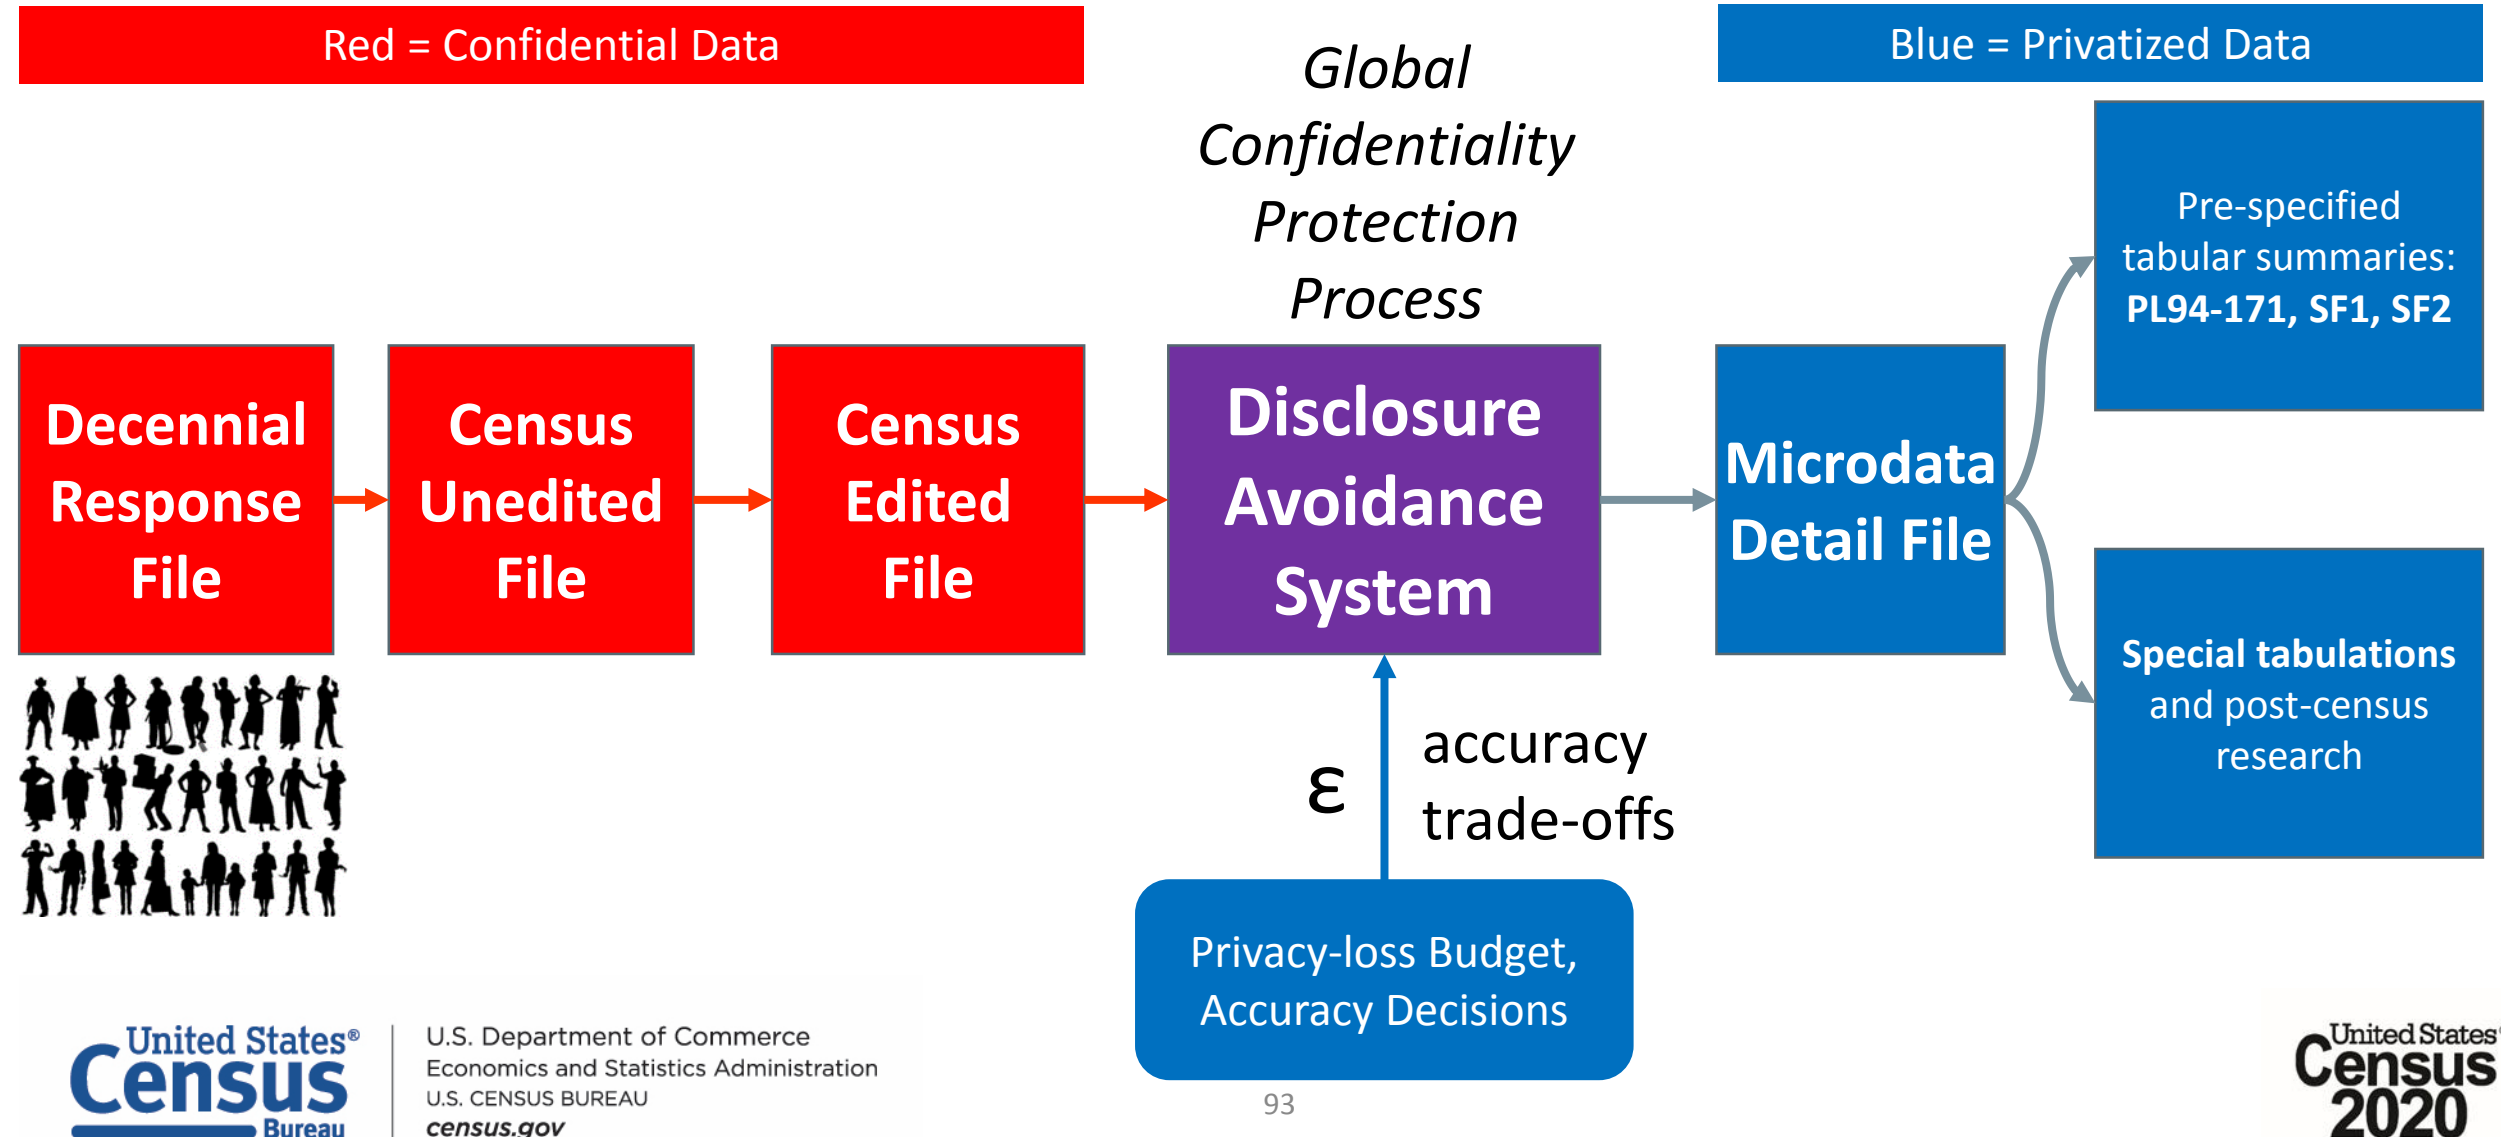 Red = Confidential Data
Global
Confidentiality
Protection
Process
Blue = Privatized Data
Decennial
Response
File
Census
Unedited
File
Census
Edited
File
Disclosure
Avoidance
System
Microdata
Detail File
Pre-specified
tabular summaries:
PL94-171, SF1, SF2
Special tabulations
and post-census
research
ε
accuracy
trade-offs
Privacy-loss Budget,
Accuracy Decisions
United States®
Census
Bureau
U.S. Department of Commerce
Economics and Statistics Administration
U.S. CENSUS BUREAU
census.gov
93
United States®
Census
2020